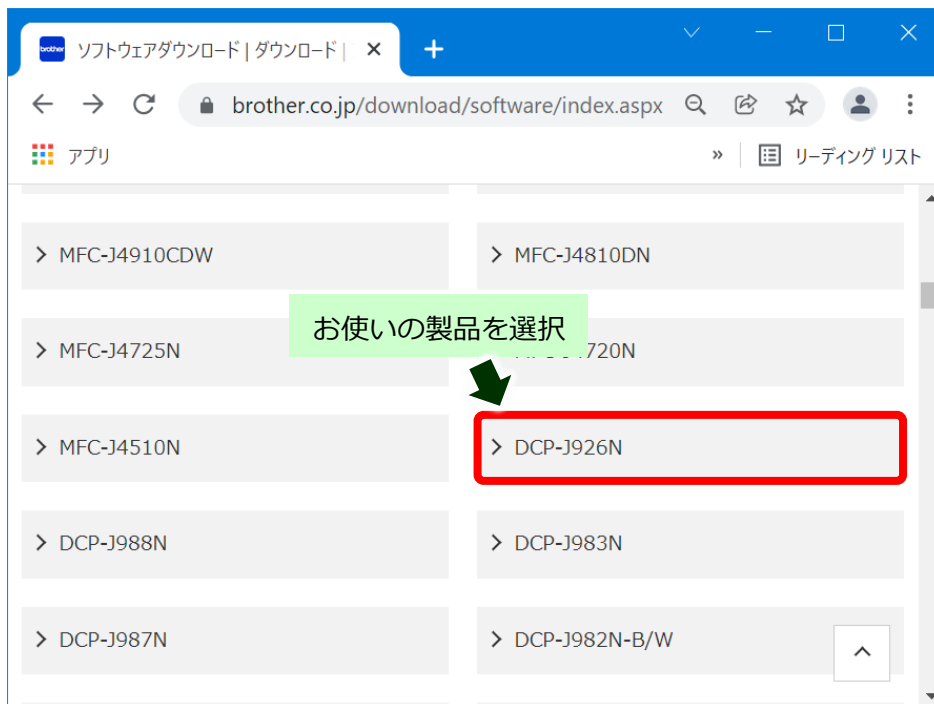 brother
ソフトウェアダウンロード | ダウンロード |
brother.co.jp/download/software/index.aspx
アプリ
» リーディング リスト
MFC-J4910CDW
MFC-J4810DN
お使いの製品を選択
MFC-J4725N
720N
MFC-J4510N
DCP-J926N
DCP-J988N
DCP-J983N
DCP-J987N
DCP-J982N-B/W